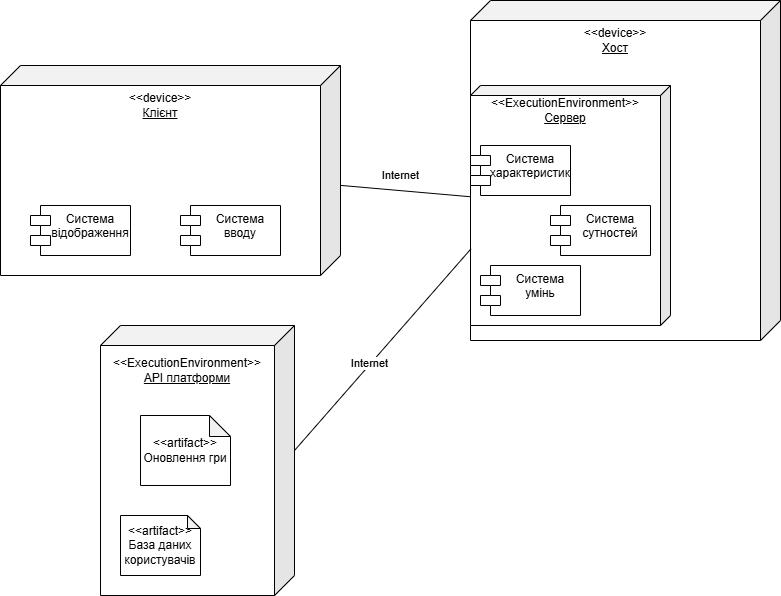 <<device>>
Хост
<<device>>
Клієнт
<<ExecutionEnvironment>>
Сервер
Система
характеристик
Internet
Система
відображення
Система
вводу
Система
сутностей
Система
умінь
Internet
<<ExecutionEnvironment>>
API платформи
<<artifact>>
Оновлення гри
<<artifact>>
База даних
користувачів